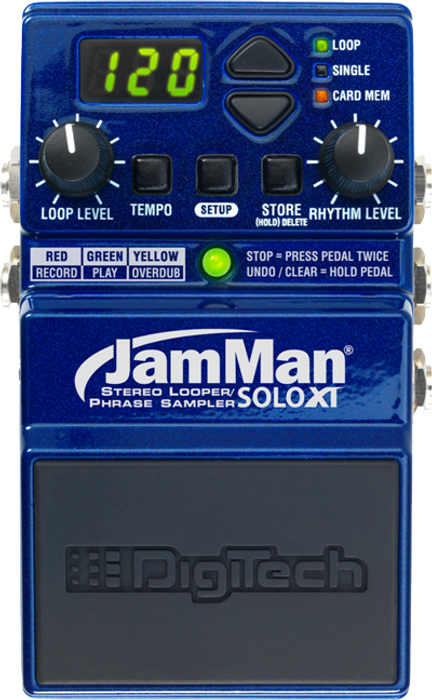 120
LOOP
SINGLE
CARD MEM
LOOP LEVEL
TEMPO
SETUP
STORE
(HOLD) DELETE
RHYTHM LEVEL
RED GREEN YELLOW
RECORD PLAY OVERDUB
STOP = PRESS PEDAL TWICE
UNDO / CLEAR = HOLD PEDAL
JamMan®
STEREO LOOPER/
PHRASE SAMPLER SOLO XT
DigiTech